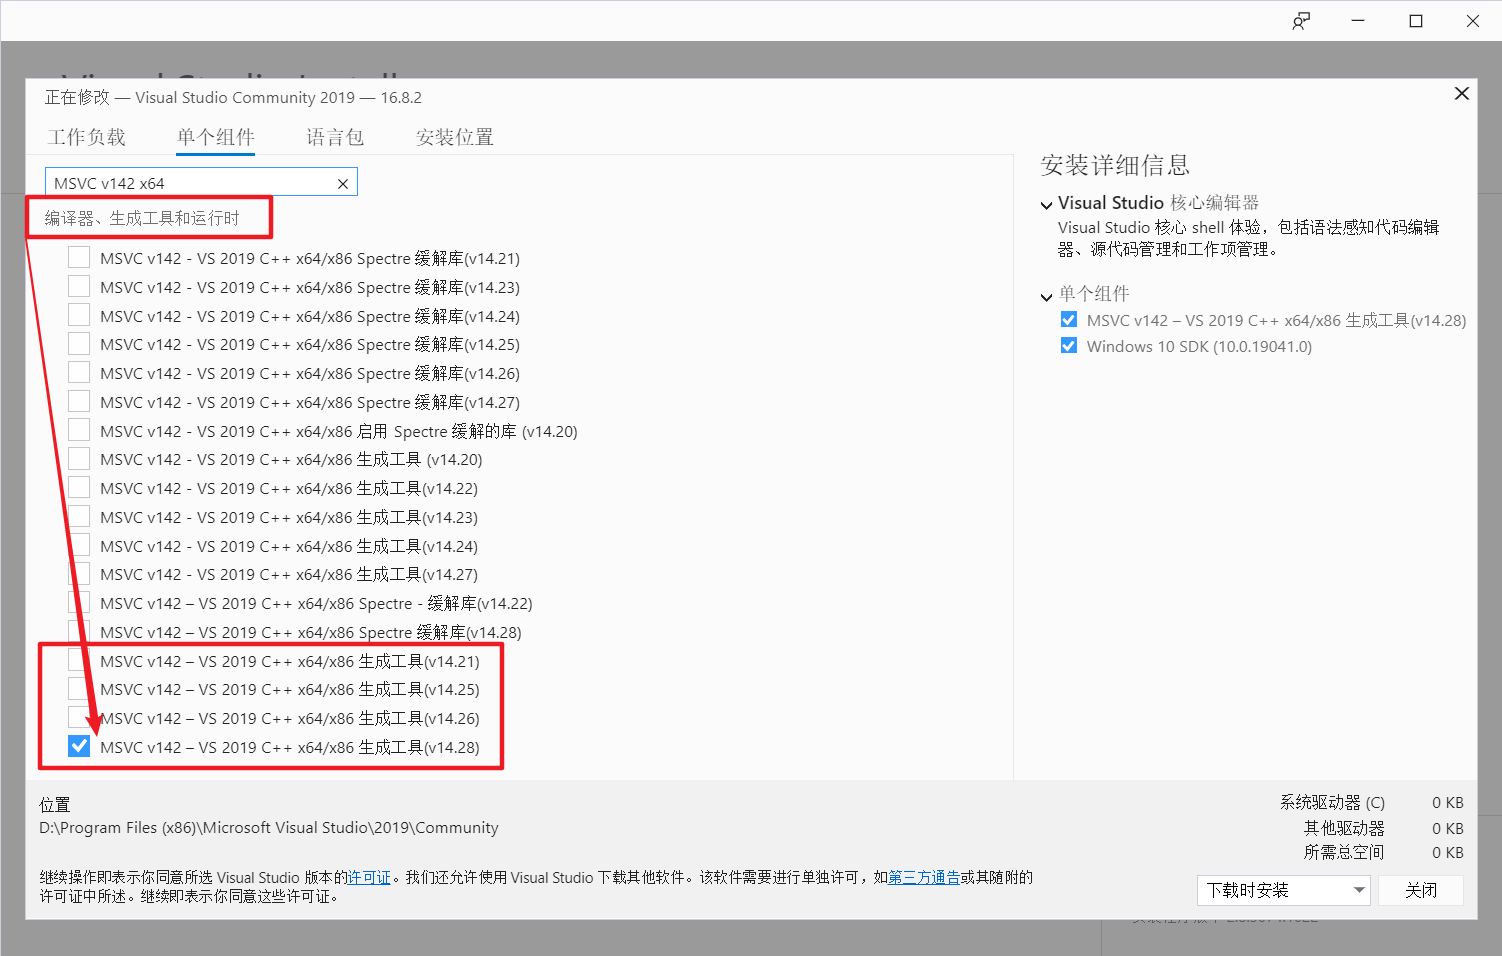 正在修改 — Visual Studio Community 2019 — 16.8.2
工作负载 单个组件 语言包 安装位置
MSVC v142 x64
编译器、生成工具和运行时
MSVC v142 - VS 2019 C++ x64/x86 Spectre 缓解库(v14.21)
MSVC v142 - VS 2019 C++ x64/x86 Spectre 缓解库(v14.23)
MSVC v142 - VS 2019 C++ x64/x86 Spectre 缓解库(v14.24)
MSVC v142 - VS 2019 C++ x64/x86 Spectre 缓解库(v14.25)
MSVC v142 - VS 2019 C++ x64/x86 Spectre 缓解库(v14.26)
MSVC v142 - VS 2019 C++ x64/x86 Spectre 缓解库(v14.27)
MSVC v142 - VS 2019 C++ x64/x86 启用 Spectre 缓解的库 (v14.20)
MSVC v142 - VS 2019 C++ x64/x86 生成工具 (v14.20)
MSVC v142 - VS 2019 C++ x64/x86 生成工具(v14.22)
MSVC v142 - VS 2019 C++ x64/x86 生成工具(v14.23)
MSVC v142 - VS 2019 C++ x64/x86 生成工具(v14.24)
MSVC v142 - VS 2019 C++ x64/x86 生成工具(v14.27)
MSVC v142 – VS 2019 C++ x64/x86 Spectre - 缓解库(v14.22)
MSVC v142 – VS 2019 C++ x64/x86 Spectre 缓解库(v14.28)
MSVC v142 – VS 2019 C++ x64/x86 生成工具(v14.21)
MSVC v142 – VS 2019 C++ x64/x86 生成工具(v14.25)
MSVC v142 – VS 2019 C++ x64/x86 生成工具(v14.26)
MSVC v142 – VS 2019 C++ x64/x86 生成工具(v14.28)
安装详细信息
Visual Studio 核心编辑器
Visual Studio 核心 shell 体验，包括语法感知代码编辑
器、源代码管理和工作项管理。
单个组件
MSVC v142 – VS 2019 C++ x64/x86 生成工具(v14.28)
Windows 10 SDK (10.0.19041.0)
位置
D:\Program Files (x86)\Microsoft Visual Studio\2019\Community
系统驱动器 (C) 0 KB
其他驱动器 0 KB
所需总空间 0 KB
继续操作即表示你同意所选 Visual Studio 版本的许可证。我们还允许使用 Visual Studio 下载其他软件。该软件需要进行单独许可，如第三方通告或其随附的
许可证中所述。继续即表示你同意这些许可证。
下载时安装
关闭